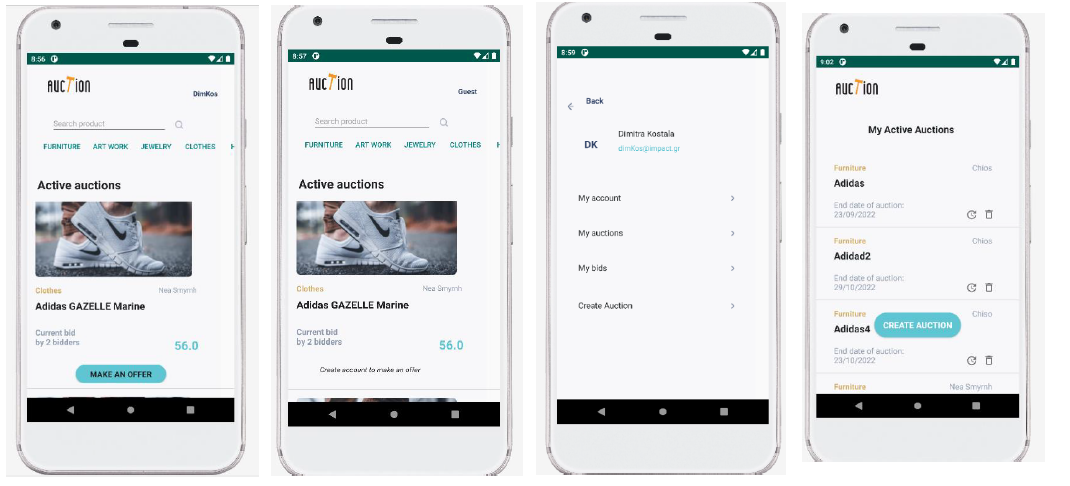 8:56
AUCTION
DimKos
Search product
FURNITURE ART WORK JEWELRY CLOTHES H
Active auctions
Clothes Nea Smyrnh
Adidas GAZELLE Marine
Current bid
by 2 bidders
56.0
MAKE AN OFFER
8:57
AUCTION
Guest
Search product
FURNITURE ART WORK JEWELRY CLOTHES H
Active auctions
Clothes Nea Smyrnh
Adidas GAZELLE Marine
Current bid
by 2 bidders
56.0
Create account to make an offer
8:59
Back
DK
Dimitra Kostala
dimKos@impact.gr
My account
My auctions
My bids
Create Auction
9:02
AUCTION
My Active Auctions
Furniture Chios
Adidas
End date of auction:
23/09/2022
Furniture Chios
Adidad2
End date of auction:
29/10/2022
Furniture Chiso
Adidas4
CREATE AUCTION
End date of auction:
23/10/2022
Furniture Nea Smyrnh